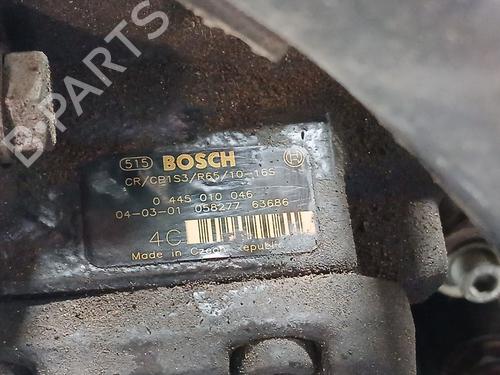 515 BOSCH R
CR/CP1S3/R65/10-16S
0 445 010 046
04-03-01 058277 63686
4C
Made in Czech Republic